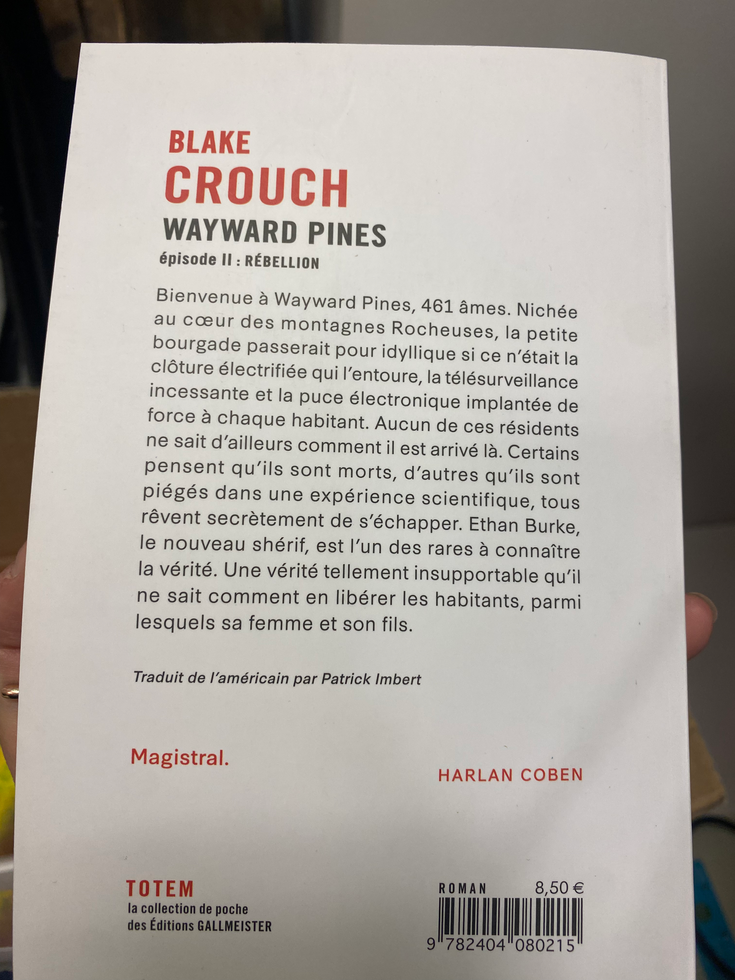 BLAKE
CROUCH
WAYWARD PINES
épisode II : RÉBELLION
Bienvenue à Wayward Pines, 461 âmes. Nichée
au cœur des montagnes Rocheuses, la petite
bourgade passerait pour idyllique si ce n’était la
clôture électrifiée qui l’entoure, la télésurveillance
incessante et la puce électronique implantée de
force à chaque habitant. Aucun de ces résidents
ne sait d’ailleurs comment il est arrivé là. Certains
pensent qu’ils sont morts, d’autres qu’ils sont
piégés dans une expérience scientifique, tous
rêvent secrètement de s’échapper. Ethan Burke,
le nouveau shérif, est l’un des rares à connaître
la vérité. Une vérité tellement insupportable qu’il
ne sait comment en libérer les habitants, parmi
lesquels sa femme et son fils.
Traduit de l’américain par Patrick Imbert
Magistral.
HARLAN COBEN
TOTEM
la collection de poche
des Éditions GALLMEISTER
ROMAN 8,50 €
9 782404 080215